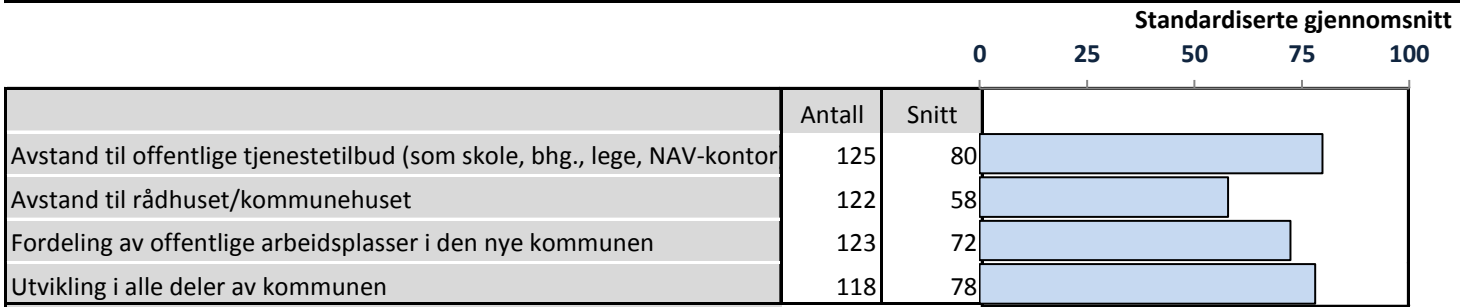 Standardiserte gjennomsnitt
0 25 50 75 100
Antall Snitt
Avstand til offentlige tjenestetilbud (som skole, bhg., lege, NAV-kontor 125 80
Avstand til rådhuset/kommunehuset 122 58
Fordeling av offentlige arbeidsplasser i den nye kommunen 123 72
Utvikling i alle deler av kommunen 118 78